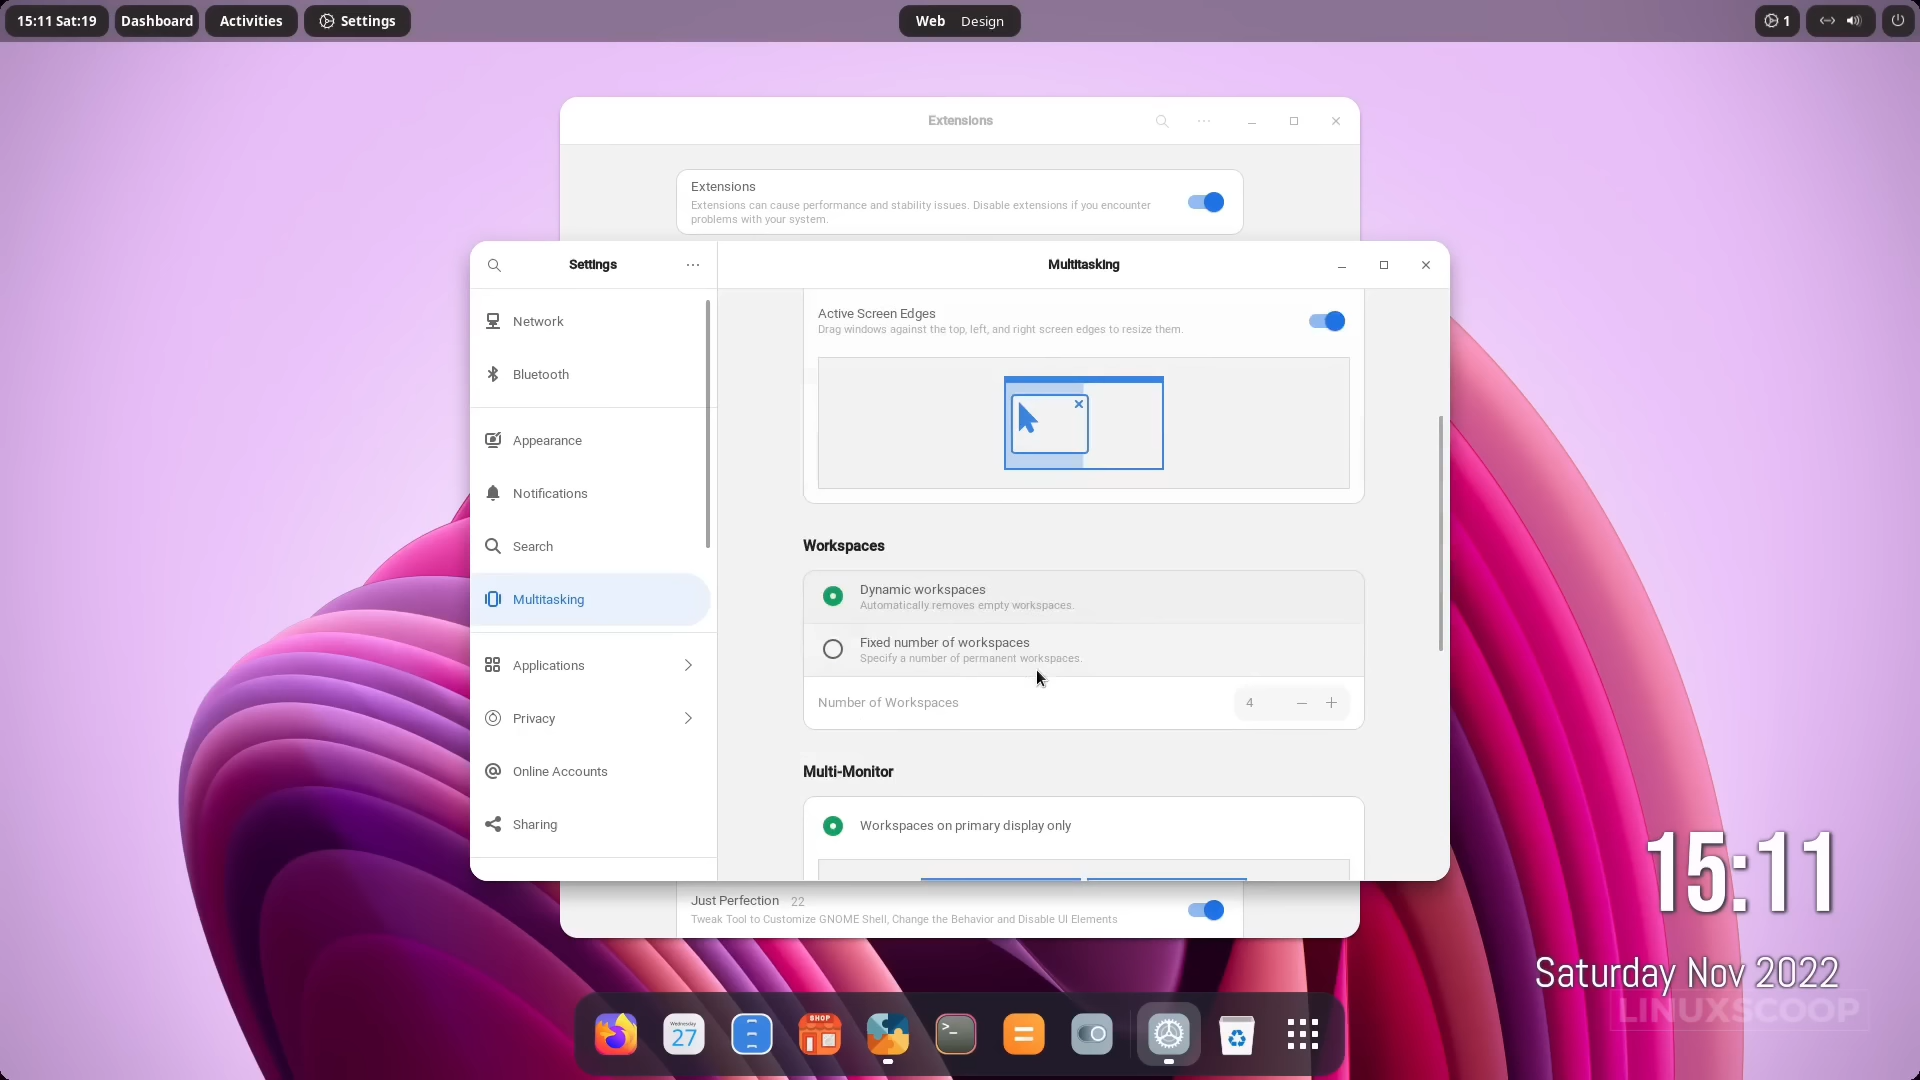 15:11 Sat:19 Dashboard Activities Settings Web Design 1
Extensions
Extensions
Extensions can cause performance and stability issues. Disable extensions if you encounter
problems with your system.
Settings
Multitasking
Network
Bluetooth
Appearance
Notifications
Search
Multitasking
Applications
Privacy
Online Accounts
Sharing
Active Screen Edges
Drag windows against the top, left, and right screen edges to resize them.
Workspaces
Dynamic workspaces
Automatically removes empty workspaces.
Fixed number of workspaces
Specify a number of permanent workspaces.
Number of Workspaces 4
Multi-Monitor
Workspaces on primary display only
Just Perfection 22
Tweak Tool to Customize GNOME Shell, Change the Behavior and Disable UI Elements
15:11
Saturday Nov 2022
LINUXSCOOP
Wednesday
27
SHOP
>_